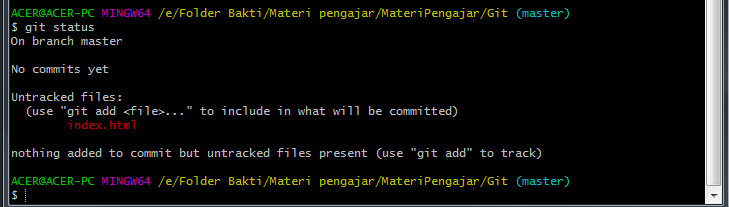 ACER@ACER-PC MINGW64 /e/Folder Bakti/Materi pengajar/MateriPengajar/Git (master)
$ git status
On branch master
No commits yet
Untracked files:
(use "git add <file>..." to include in what will be committed)
index.html
nothing added to commit but untracked files present (use "git add" to track)
ACER@ACER-PC MINGW64 /e/Folder Bakti/Materi pengajar/MateriPengajar/Git (master)
$